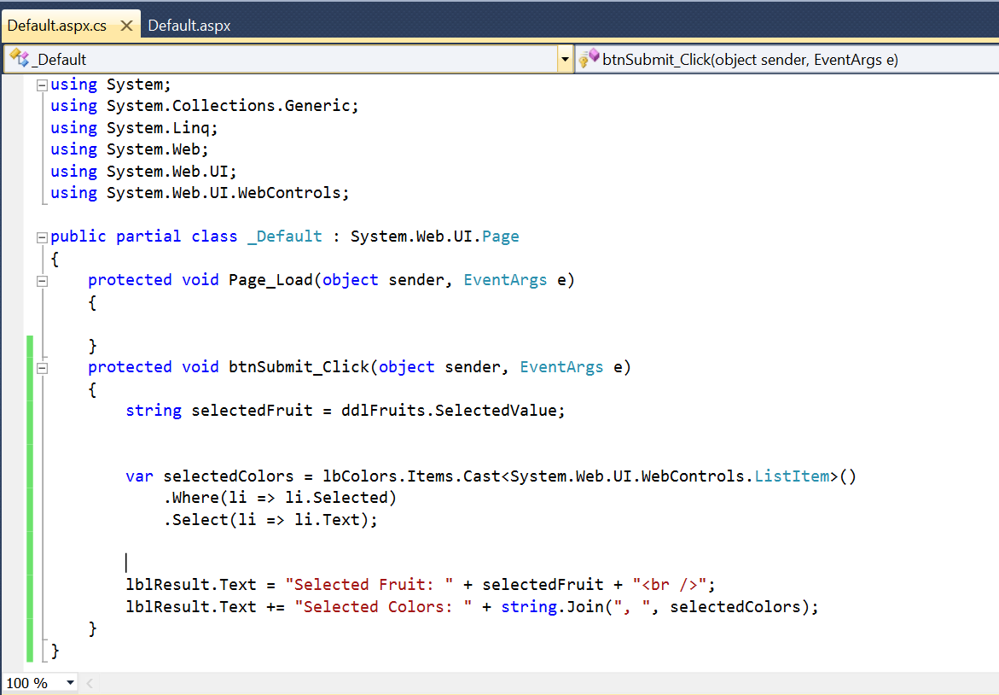 Default.aspx.cs Default.aspx
_Default btnSubmit_Click(object sender, EventArgs e)
using System;
using System.Collections.Generic;
using System.Linq;
using System.Web;
using System.Web.UI;
using System.Web.UI.WebControls;
public partial class _Default : System.Web.UI.Page
{
protected void Page_Load(object sender, EventArgs e)
{
}
protected void btnSubmit_Click(object sender, EventArgs e)
{
string selectedFruit = ddlFruits.SelectedValue;
var selectedColors = lbColors.Items.Cast<System.Web.UI.WebControls.ListItem>()
.Where(li => li.Selected)
.Select(li => li.Text);
lblResult.Text = "Selected Fruit: " + selectedFruit + "<br />";
lblResult.Text += "Selected Colors: " + string.Join(", ", selectedColors);
}
}
100 %